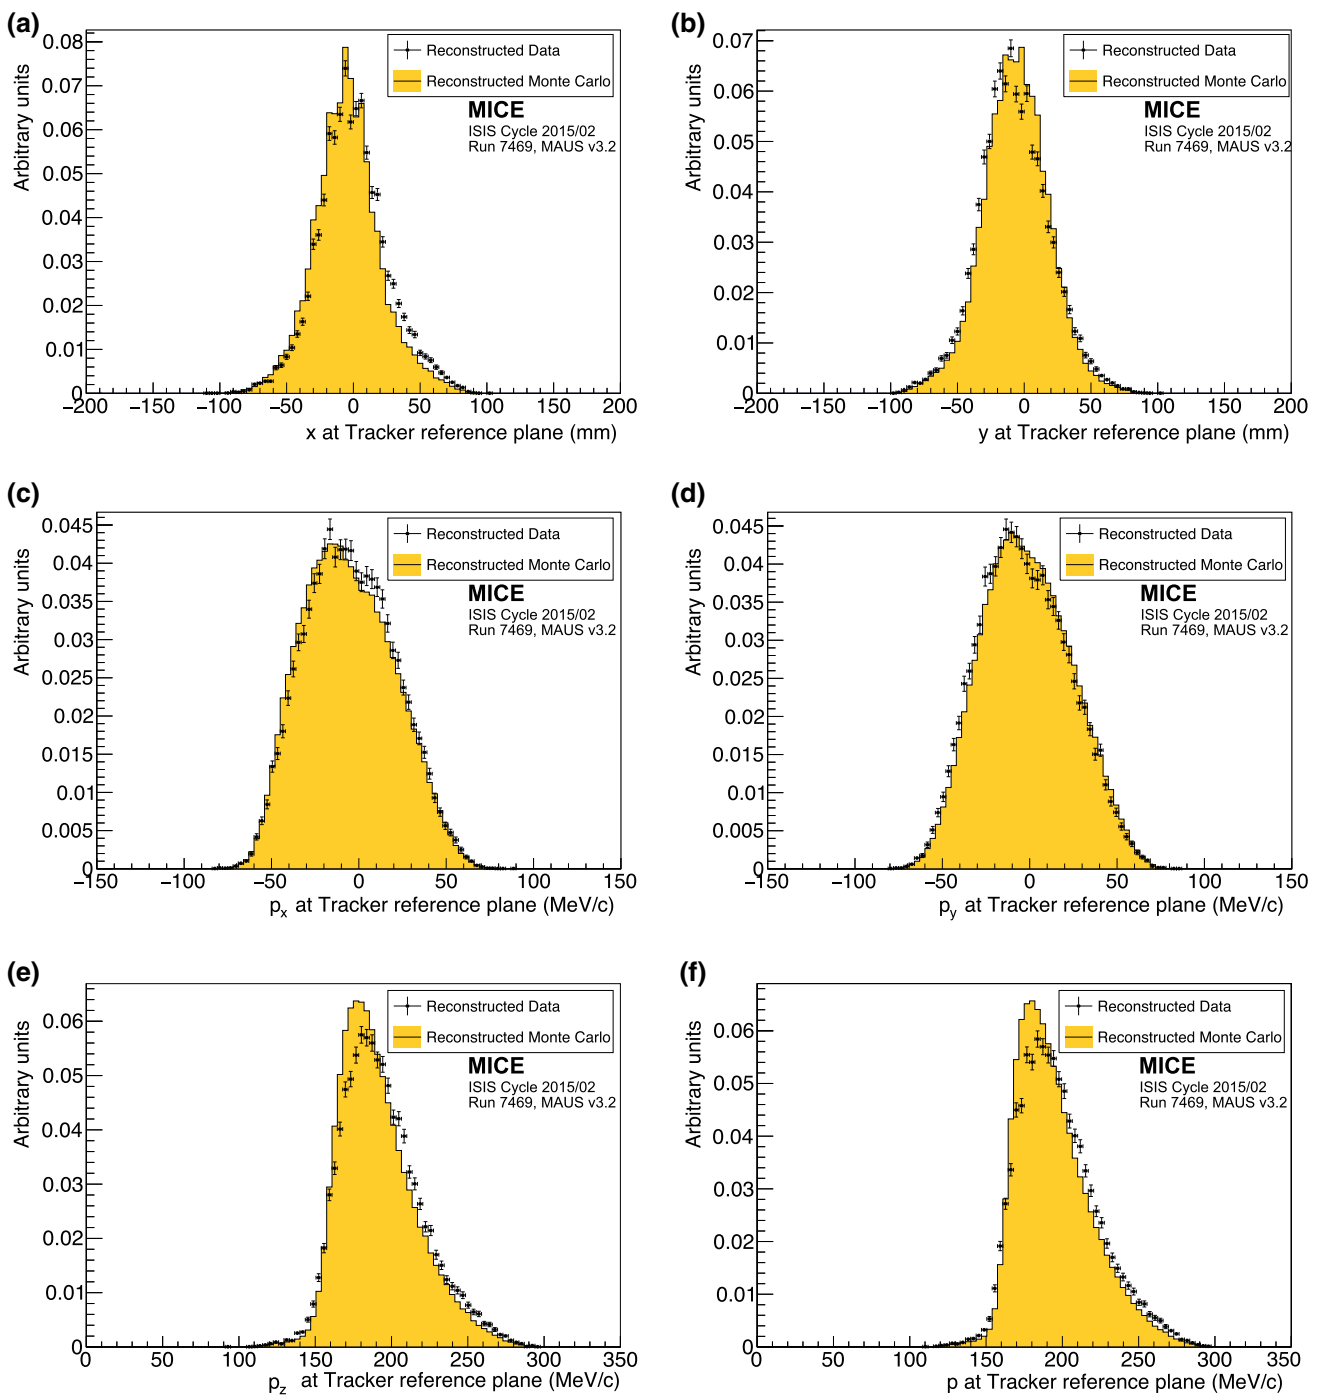 (a)
0.08
0.07
0.06
0.05
0.04
0.03
0.02
0.01
0
Arbitrary units
Reconstructed Data
Reconstructed Monte Carlo
MICE
ISIS Cycle 2015/02
Run 7469, MAUS v3.2
−200 −150 −100 −50 0 50 100 150 200
x at Tracker reference plane (mm)
(b)
0.07
0.06
0.05
0.04
0.03
0.02
0.01
0
Arbitrary units
Reconstructed Data
Reconstructed Monte Carlo
MICE
ISIS Cycle 2015/02
Run 7469, MAUS v3.2
−200 −150 −100 −50 0 50 100 150 200
y at Tracker reference plane (mm)
(c)
0.045
0.04
0.035
0.03
0.025
0.02
0.015
0.01
0.005
0
Arbitrary units
Reconstructed Data
Reconstructed Monte Carlo
MICE
ISIS Cycle 2015/02
Run 7469, MAUS v3.2
−150 −100 −50 0 50 100 150
px at Tracker reference plane (MeV/c)
(d)
0.045
0.04
0.035
0.03
0.025
0.02
0.015
0.01
0.005
0
Arbitrary units
Reconstructed Data
Reconstructed Monte Carlo
MICE
ISIS Cycle 2015/02
Run 7469, MAUS v3.2
−150 −100 −50 0 50 100 150
py at Tracker reference plane (MeV/c)
(e)
0.06
0.05
0.04
0.03
0.02
0.01
0
Arbitrary units
Reconstructed Data
Reconstructed Monte Carlo
MICE
ISIS Cycle 2015/02
Run 7469, MAUS v3.2
0 50 100 150 200 250 300 350
pz at Tracker reference plane (MeV/c)
(f)
0.06
0.05
0.04
0.03
0.02
0.01
0
Arbitrary units
Reconstructed Data
Reconstructed Monte Carlo
MICE
ISIS Cycle 2015/02
Run 7469, MAUS v3.2
0 50 100 150 200 250 300 350
p at Tracker reference plane (MeV/c)